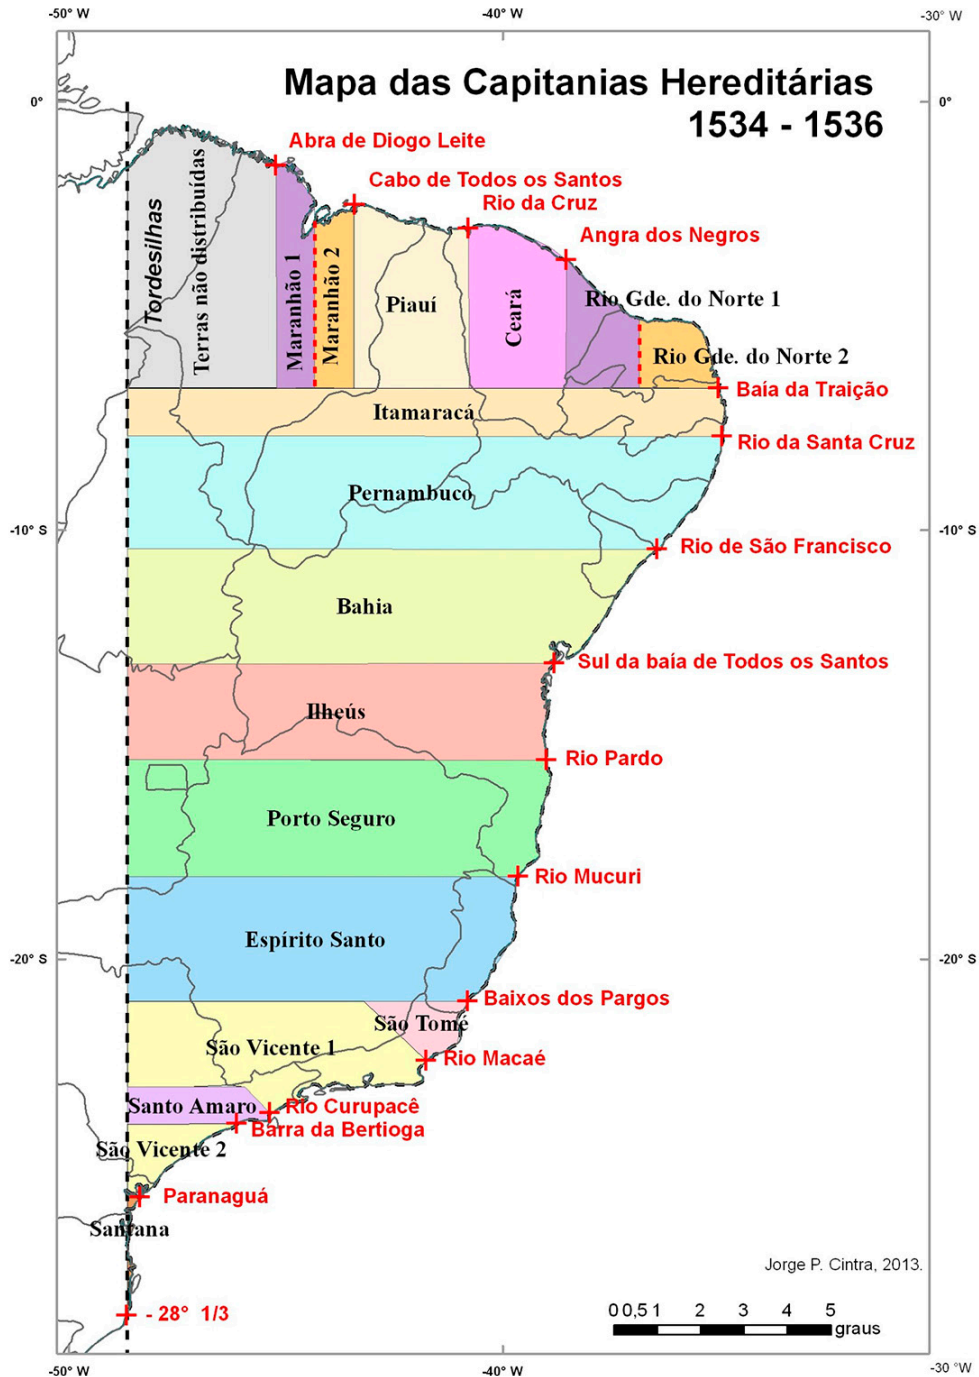 -50° W
-40° W
-30° W
0°
0°
Mapa das Capitanias Hereditárias
1534 - 1536
Abra de Diogo Leite
Cabo de Todos os Santos
Rio da Cruz
Angra dos Negros
Tordesilhas
Terras não distribuídas
Maranhão 1
Maranhão 2
Piauí
Ceará
Rio Gde. do Norte 1
Rio Gde. do Norte 2
Baía da Traição
Itamaracá
Rio da Santa Cruz
Pernambuco
-10° S
-10° S
Rio de São Francisco
Bahia
Sul da baía de Todos os Santos
Ilheús
Rio Pardo
Porto Seguro
Rio Mucuri
Espírito Santo
-20° S
-20° S
Baixos dos Pargos
São Tomé
São Vicente 1
Rio Macaé
Santo Amaro
Rio Curupacê
Barra da Bertioga
São Vicente 2
Paranaguá
Santana
Jorge P. Cintra, 2013.
- 28° 1/3
0 0,5 1 2 3 4 5
graus
-50° W
-40° W
-30 °W